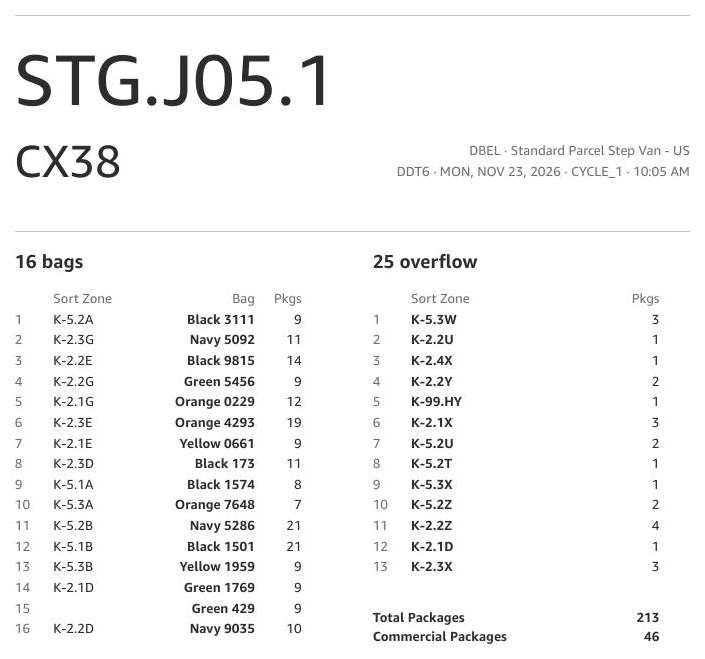 STG.J05.1
CX38
DBEL · Standard Parcel Step Van - US
DDT6 · MON, NOV 23, 2026 · CYCLE_1 · 10:05 AM
16 bags
Sort Zone Bag Pkgs
1 K-5.2A Black 3111 9
2 K-2.3G Navy 5092 11
3 K-2.2E Black 9815 14
4 K-2.2G Green 5456 9
5 K-2.1G Orange 0229 12
6 K-2.3E Orange 4293 19
7 K-2.1E Yellow 0661 9
8 K-2.3D Black 173 11
9 K-5.1A Black 1574 8
10 K-5.3A Orange 7648 7
11 K-5.2B Navy 5286 21
12 K-5.1B Black 1501 21
13 K-5.3B Yellow 1959 9
14 K-2.1D Green 1769 9
15 Green 429 9
16 K-2.2D Navy 9035 10
25 overflow
Sort Zone Pkgs
1 K-5.3W 3
2 K-2.2U 1
3 K-2.4X 1
4 K-2.2Y 2
5 K-99.HY 1
6 K-2.1X 3
7 K-5.2U 2
8 K-5.2T 1
9 K-5.3X 1
10 K-5.2Z 2
11 K-2.2Z 4
12 K-2.1D 1
13 K-2.3X 3
Total Packages 213
Commercial Packages 46